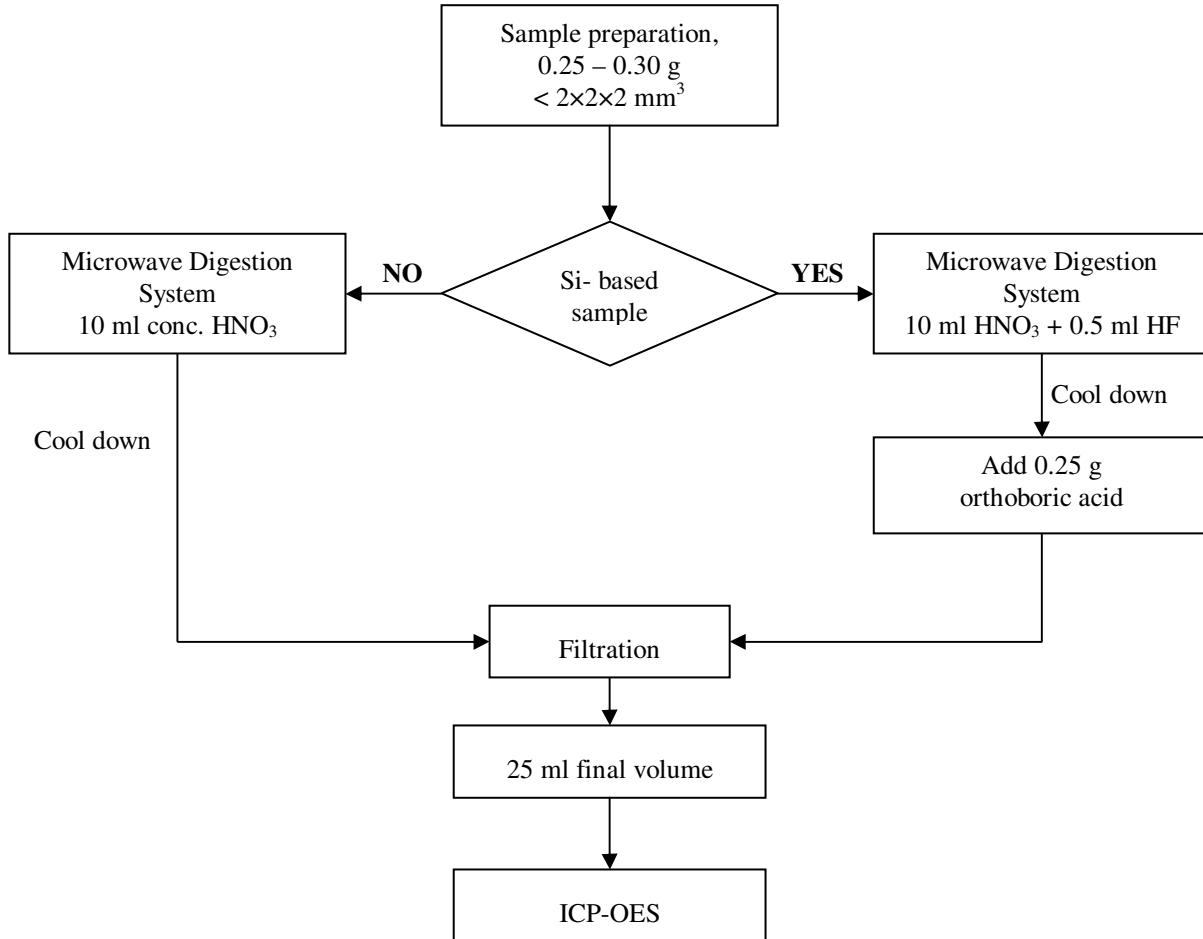 Sample preparation,
0.25 – 0.30 g
< 2×2×2 mm³
NO
Si- based
sample
YES
Microwave Digestion
System
10 ml conc. HNO₃
Microwave Digestion
System
10 ml HNO₃ + 0.5 ml HF
Cool down
Cool down
Add 0.25 g
orthoboric acid
Filtration
25 ml final volume
ICP-OES